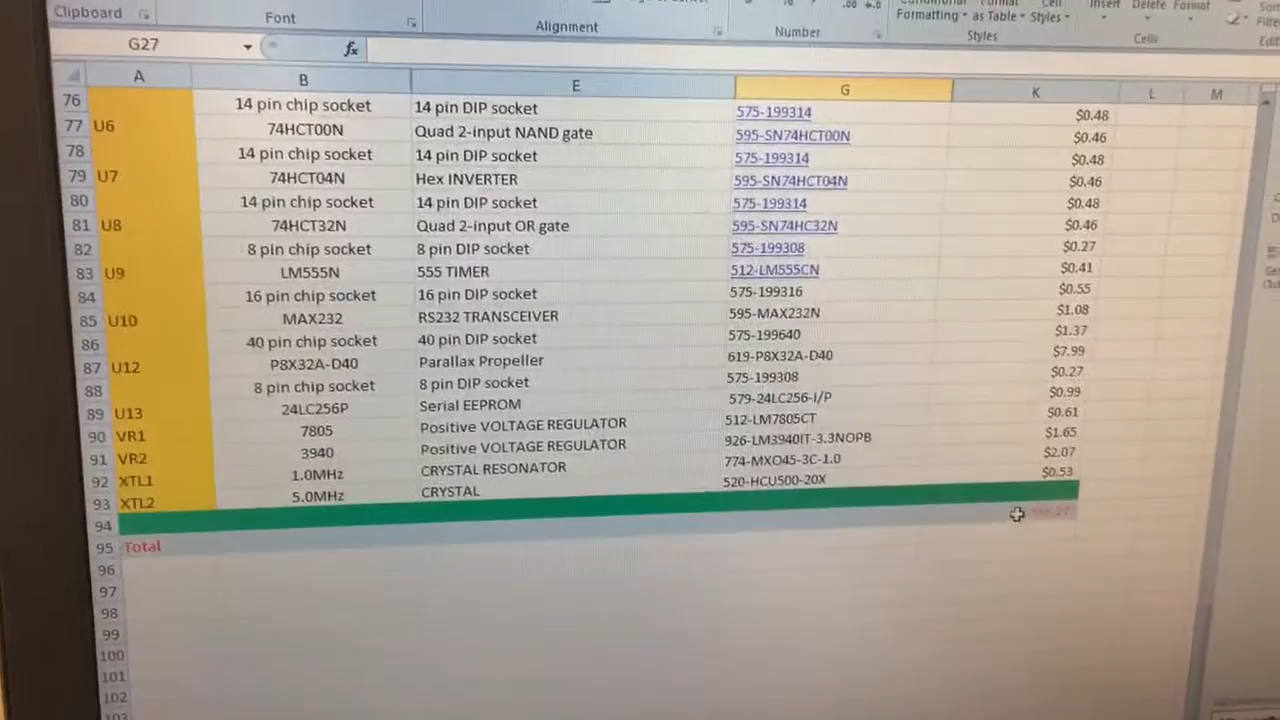 Clipboard Font Alignment Number Formatting as Table Styles Insert Delete Format
Styles Cells
G27 fx
A B E G K L M
76 14 pin chip socket 14 pin DIP socket 575-199314 $0.48
77 U6 74HCT00N Quad 2-input NAND gate 595-SN74HCT00N $0.46
78 14 pin chip socket 14 pin DIP socket 575-199314 $0.48
79 U7 74HCT04N Hex INVERTER 595-SN74HCT04N $0.46
80 14 pin chip socket 14 pin DIP socket 575-199314 $0.48
81 U8 74HCT32N Quad 2-input OR gate 595-SN74HC32N $0.46
82 8 pin chip socket 8 pin DIP socket 575-199308 $0.27
83 U9 LM555N 555 TIMER 512-LM555CN $0.41
84 16 pin chip socket 16 pin DIP socket 575-199316 $0.55
85 U10 MAX232 RS232 TRANSCEIVER 595-MAX232N $1.08
86 40 pin chip socket 40 pin DIP socket 575-199640 $1.37
87 U12 P8X32A-D40 Parallax Propeller 619-P8X32A-D40 $7.99
88 8 pin chip socket 8 pin DIP socket 575-199308 $0.27
89 U13 24LC256P Serial EEPROM 579-24LC256-I/P $0.99
90 VR1 7805 Positive VOLTAGE REGULATOR 512-LM7805CT $0.61
91 VR2 3940 Positive VOLTAGE REGULATOR 926-LM3940IT-3.3NOPB $1.65
92 XTL1 1.0MHz CRYSTAL RESONATOR 774-MXO45-3C-1.0 $2.07
93 XTL2 5.0MHz CRYSTAL 520-HCU500-20X $0.53
94
95 Total
96
97
98
99
100
101
102
103